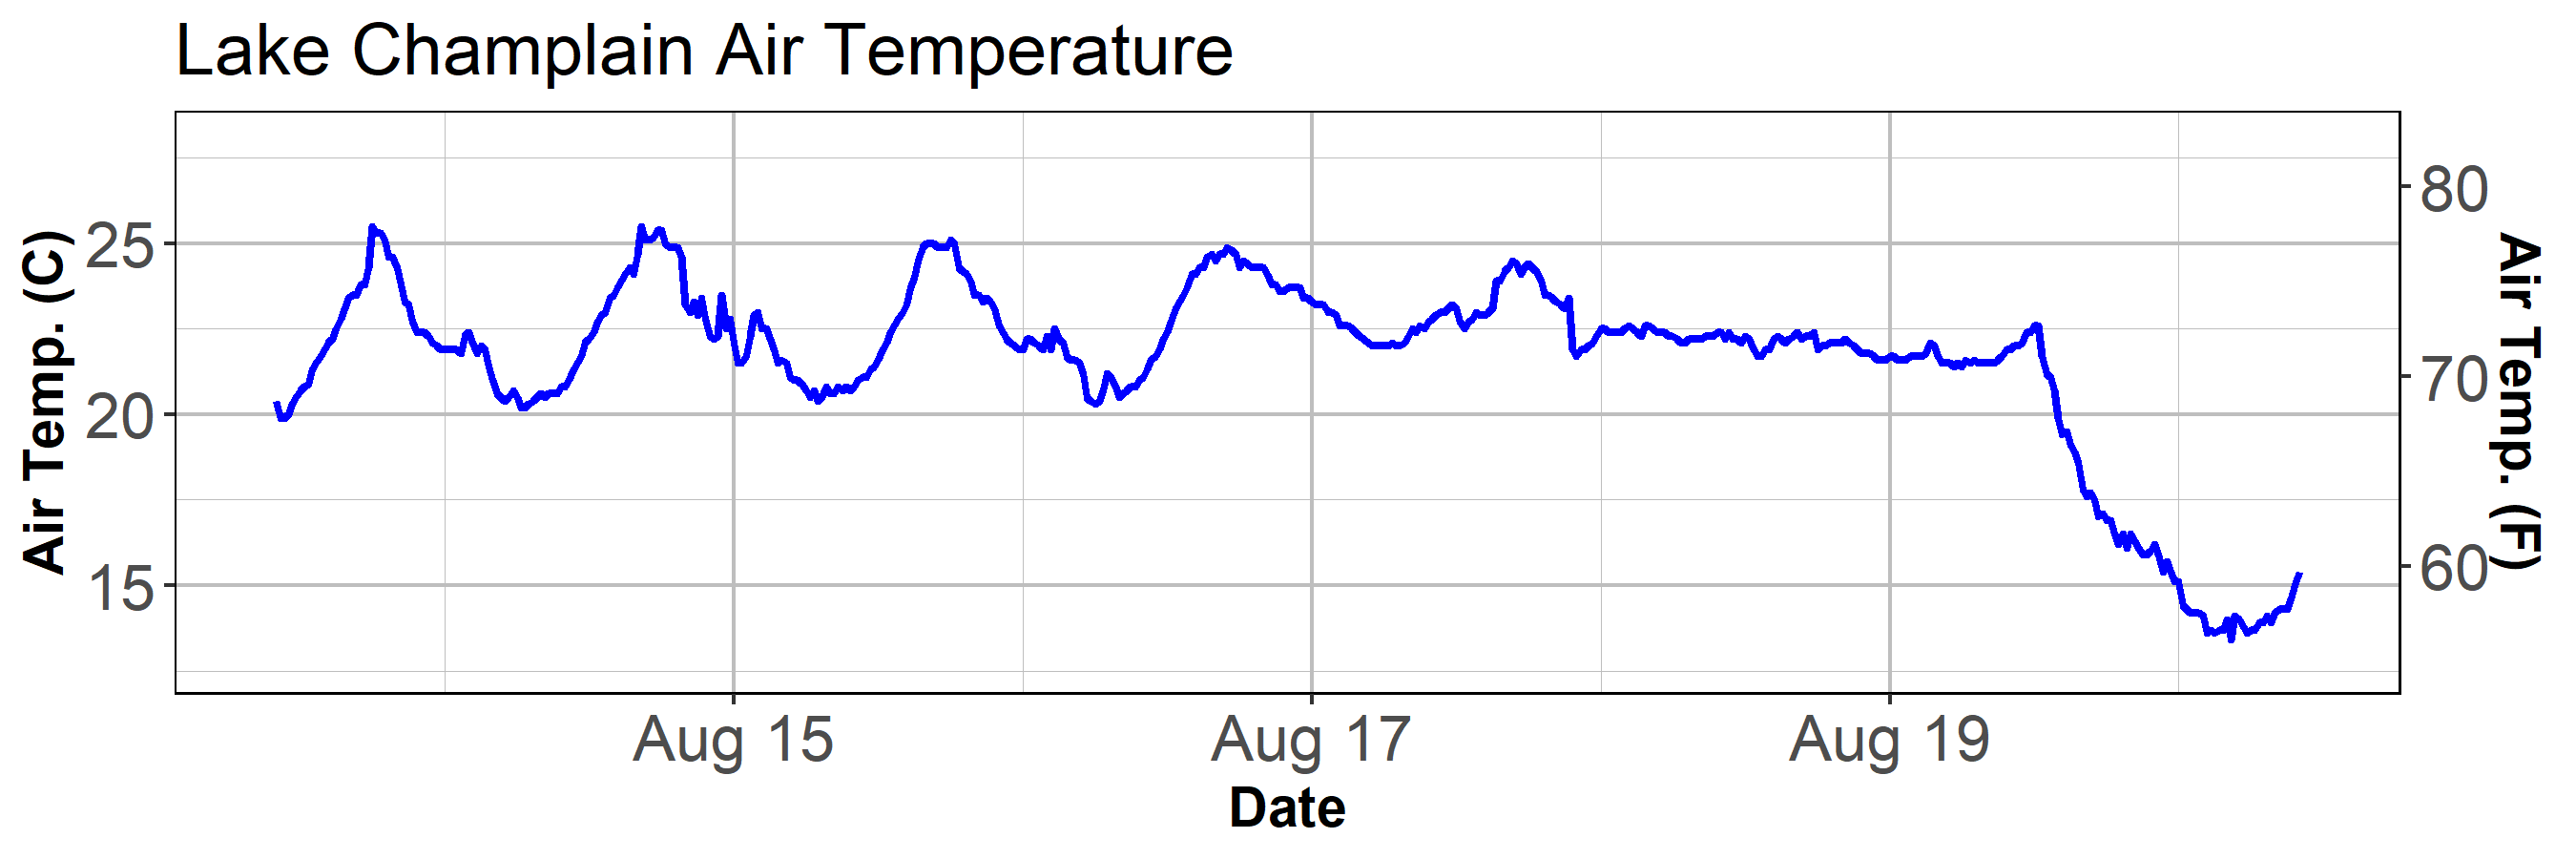 Lake Champlain Air Temperature
Air Temp. (C)
25
20
15
80
70
60
Air Temp. (F)
Aug 15
Aug 17
Aug 19
Date